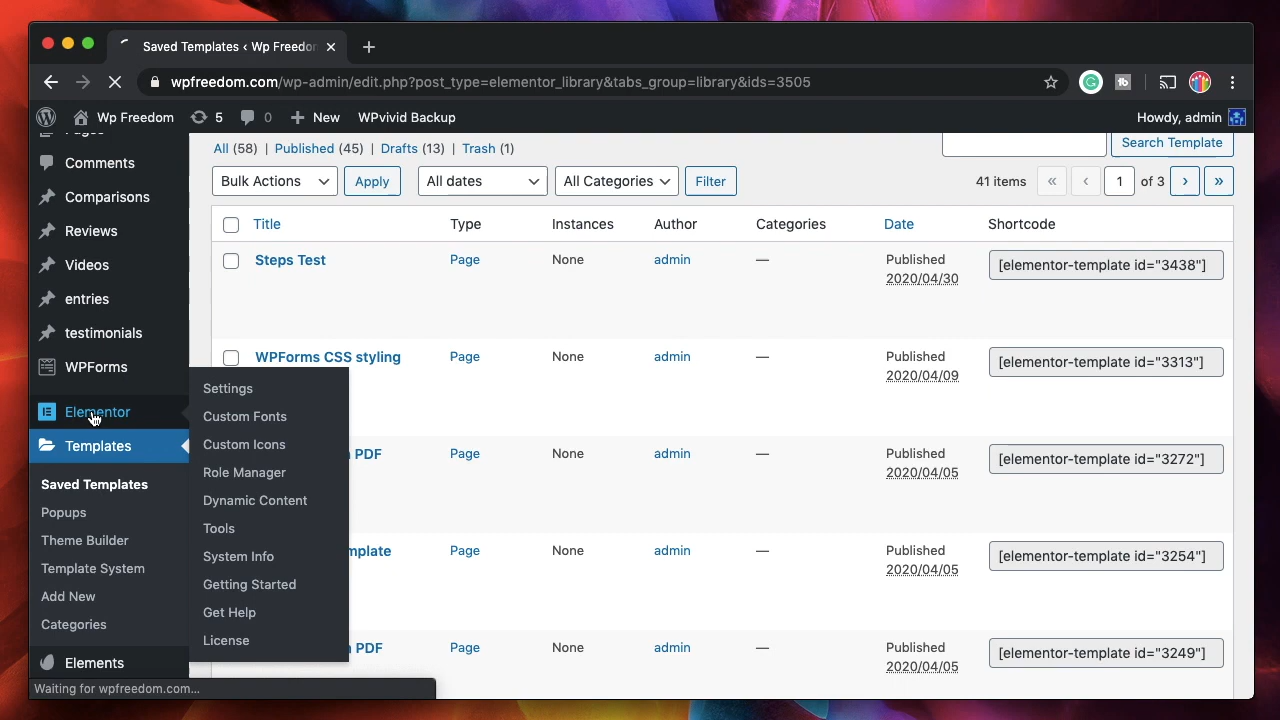 Saved Templates ‹ Wp Freedo
wpfreedom.com/wp-admin/edit.php?post_type=elementor_library&tabs_group=library&ids=3505
Wp Freedom 5 0 New WPvivid Backup Howdy, admin
Pages
Comments
Comparisons
Reviews
Videos
entries
testimonials
WPForms
Elementor
Templates
Saved Templates
Popups
Theme Builder
Template System
Add New
Categories
Elements
Settings
Custom Fonts
Custom Icons
Role Manager
Dynamic Content
Tools
System Info
Getting Started
Get Help
License
All (58) | Published (45) | Drafts (13) | Trash (1)
Search Template
Bulk Actions Apply All dates All Categories Filter 41 items « ‹ 1 of 3 › »
Title Type Instances Author Categories Date Shortcode
Steps Test Page None admin — Published [elementor-template id="3438"]
2020/04/30
WPForms CSS styling Page None admin — Published [elementor-template id="3313"]
2020/04/09
PDF Page None admin — Published [elementor-template id="3272"]
2020/04/05
mplate Page None admin — Published [elementor-template id="3254"]
2020/04/05
PDF Page None admin — Published [elementor-template id="3249"]
2020/04/05
Waiting for wpfreedom.com...